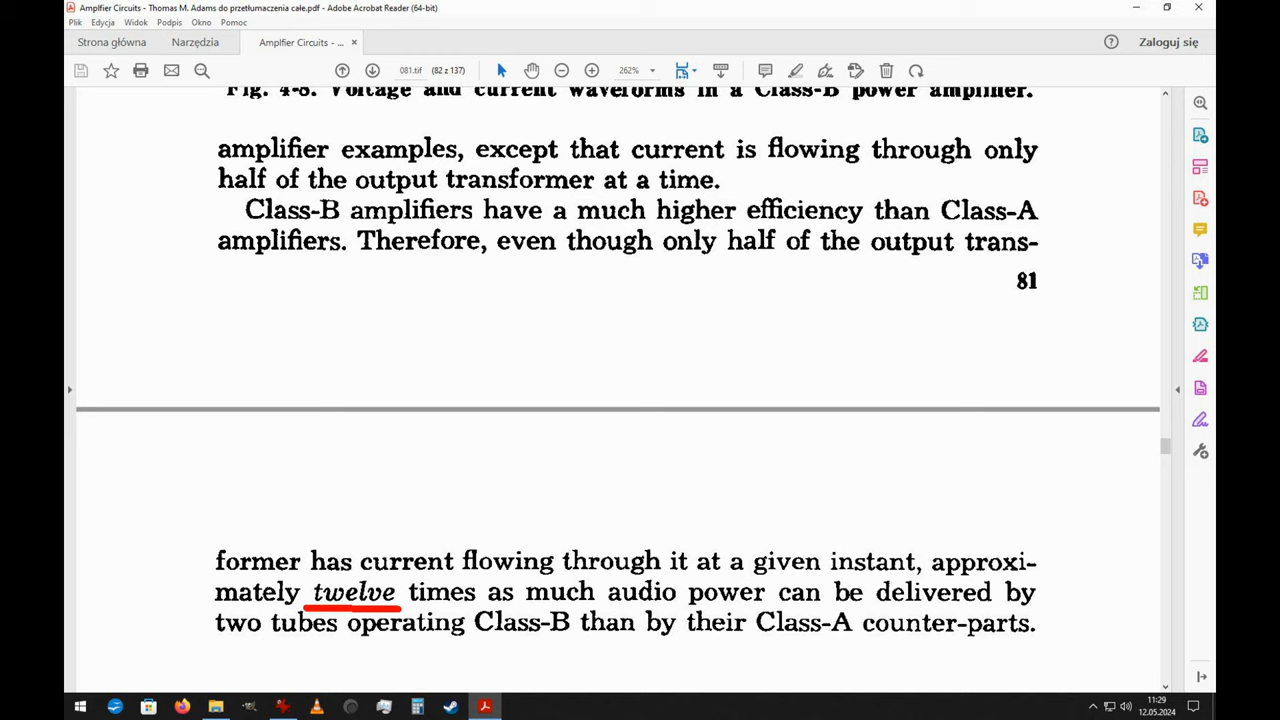 Amplfier Circuits - Thomas M. Adams do przetłumaczenia całe.pdf - Adobe Acrobat Reader (64-bit)
Plik Edycja Widok Podpis Okno Pomoc
Strona główna Narzędzia Amplfier Circuits - ... × Zaloguj się
081.tif (82 z 137) 262%
Fig. 4-8. Voltage and current waveforms in a Class-B power amplifier.
amplifier examples, except that current is flowing through only
half of the output transformer at a time.
Class-B amplifiers have a much higher efficiency than Class-A
amplifiers. Therefore, even though only half of the output trans-
81
former has current flowing through it at a given instant, approxi-
mately twelve times as much audio power can be delivered by
two tubes operating Class-B than by their Class-A counter-parts.
11:29
12.05.2024